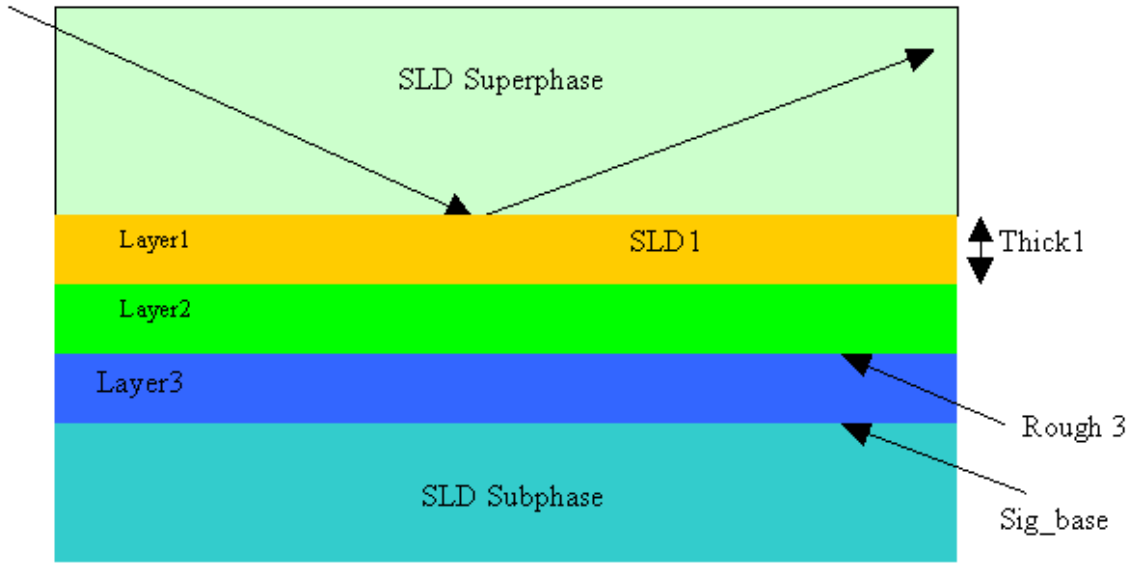 SLD Superphase
Layer1
SLD1
Thick1
Layer2
Layer3
Rough 3
SLD Subphase
Sig_base